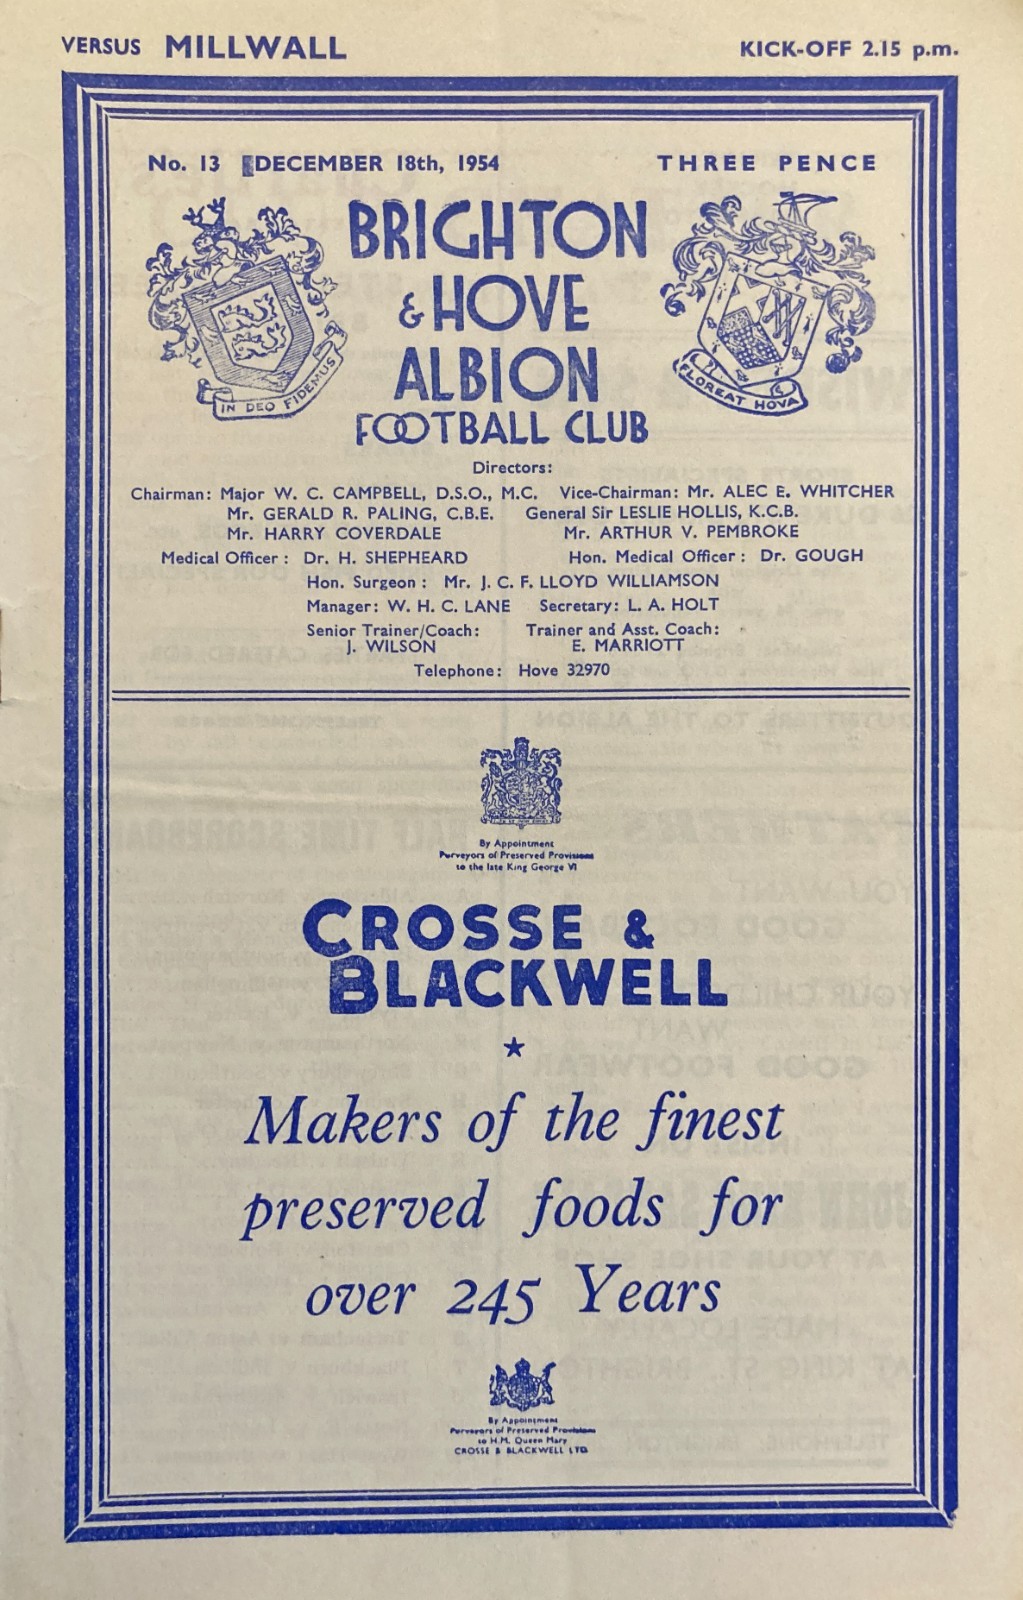 VERSUS MILLWALL KICK-OFF 2.15 p.m.
No. 13 DECEMBER 18th, 1954 THREE PENCE
BRIGHTON
& HOVE
ALBION
FOOTBALL CLUB
IN DEO FIDEMUS
FLOREAT HOVA
Directors:
Chairman: Major W. C. CAMPBELL, D.S.O., M.C. Vice-Chairman: Mr. ALEC E. WHITCHER
Mr. GERALD R. PALING, C.B.E. General Sir LESLIE HOLLIS, K.C.B.
Mr. HARRY COVERDALE Mr. ARTHUR V. PEMBROKE
Medical Officer : Dr. H. SHEPHEARD Hon. Medical Officer : Dr. GOUGH
Hon. Surgeon : Mr. J. C. F. LLOYD WILLIAMSON
Manager: W. H. C. LANE Secretary: L. A. HOLT
Senior Trainer/Coach: Trainer and Asst. Coach:
J. WILSON E. MARRIOTT
Telephone: Hove 32970
By Appointment
Purveyors of Preserved Provisions
to the late King George VI
CROSSE &
BLACKWELL
★
Makers of the finest
preserved foods for
over 245 Years
By Appointment
Purveyors of Preserved Provisions
to H.M. Queen Mary
CROSSE & BLACKWELL LTD